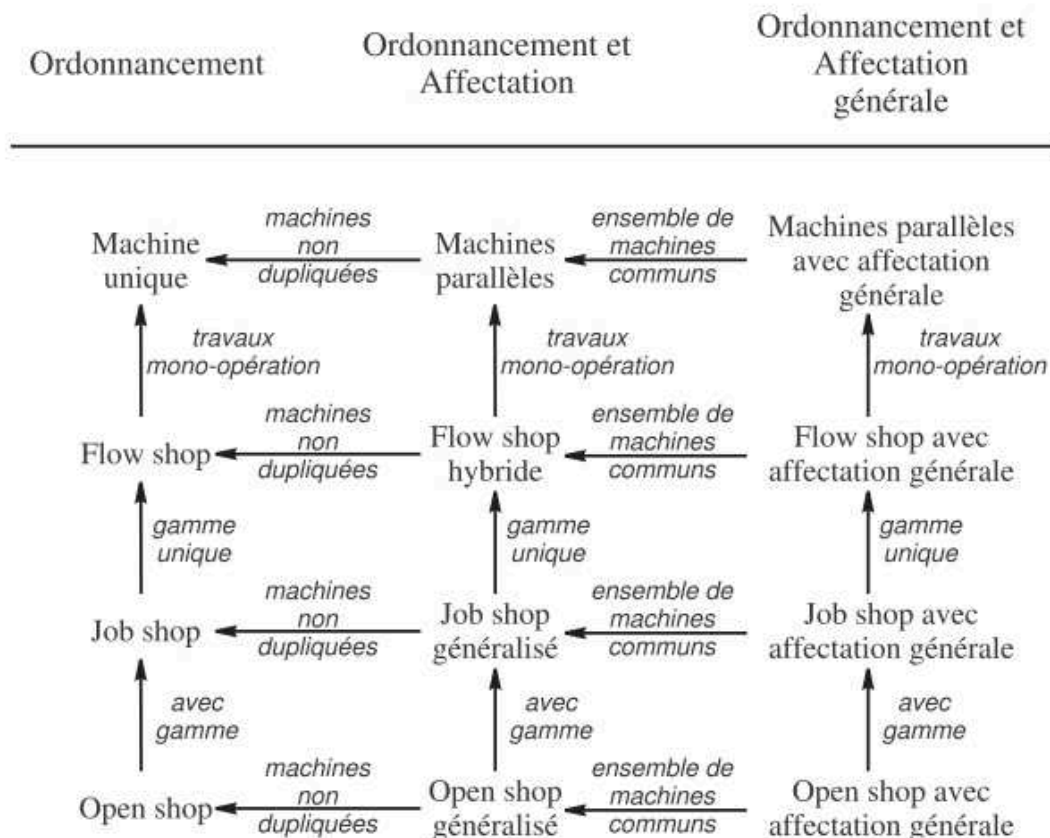 Ordonnancement
Ordonnancement et
Affectation
Ordonnancement et
Affectation
générale
Machine
unique
machines
non
dupliquées
Machines
parallèles
ensemble de
machines
communs
Machines parallèles
avec affectation
générale
travaux
mono-opération
travaux
mono-opération
travaux
mono-opération
Flow shop
machines
non
dupliquées
Flow shop
hybride
ensemble de
machines
communs
Flow shop avec
affectation générale
gamme
unique
gamme
unique
gamme
unique
Job shop
machines
non
dupliquées
Job shop
généralisé
ensemble de
machines
communs
Job shop avec
affectation générale
avec
gamme
avec
gamme
avec
gamme
Open shop
machines
non
dupliquées
Open shop
généralisé
ensemble de
machines
communs
Open shop avec
affectation générale